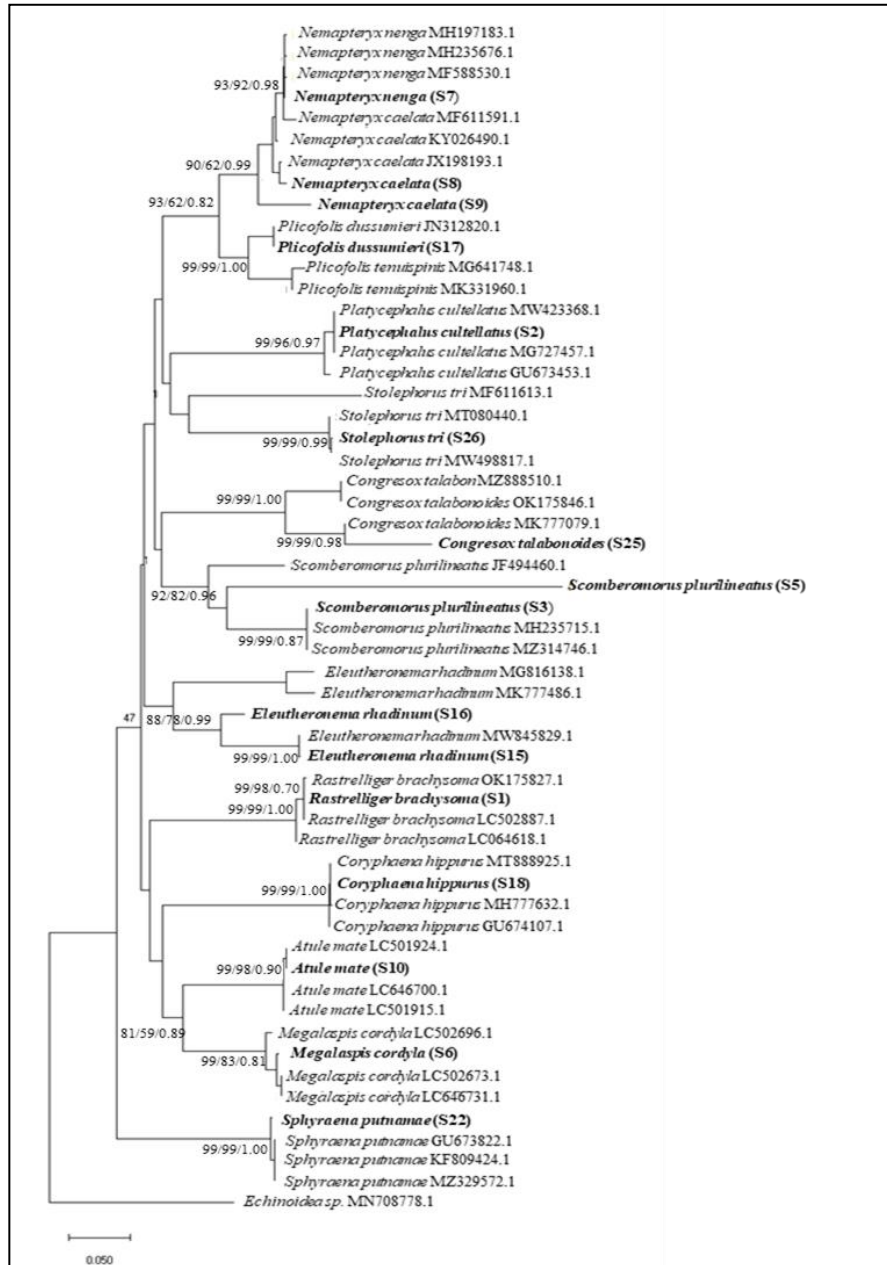 Nemapteryx nenga MH197183.1
Nemapteryx nenga MH235676.1
Nemapteryx nenga MF588530.1
93/92/0.98
Nemapteryx nenga (S7)
Nemapteryx caelata MF611591.1
Nemapteryx caelata KY026490.1
90/62/0.99
Nemapteryx caelata JX198193.1
Nemapteryx caelata (S8)
93/62/0.82
Nemapteryx caelata (S9)
Plicofolis dussumieri JN312820.1
Plicofolis dussumieri (S17)
99/99/1.00
Plicofolis tenuispinis MG641748.1
Plicofolis tenuispinis MK331960.1
Platycephalus cultellatus MW423368.1
Platycephalus cultellatus (S2)
99/96/0.97
Platycephalus cultellatus MG727457.1
Platycephalus cultellatus GU673453.1
Stolephorus tri MF611613.1
Stolephorus tri MT080440.1
99/99/0.99
Stolephorus tri (S26)
Stolephorus tri MW498817.1
Congresox talabon MZ888510.1
99/99/1.00
Congresox talabonoides OK175846.1
Congresox talabonoides MK777079.1
99/99/0.98
Congresox talabonoides (S25)
Scomberomorus plurilineatus JF494460.1
Scomberomorus plurilineatus (S5)
92/82/0.96
Scomberomorus plurilineatus (S3)
Scomberomorus plurilineatus MH235715.1
99/99/0.87
Scomberomorus plurilineatus MZ314746.1
Eleutheronema rhadinum MG816138.1
Eleutheronema rhadinum MK777486.1
47
88/78/0.99
Eleutheronema rhadinum (S16)
Eleutheronema rhadinum MW845829.1
99/99/1.00
Eleutheronema rhadinum (S15)
Rastrelliger brachysoma OK175827.1
99/98/0.70
Rastrelliger brachysoma (S1)
99/99/1.00
Rastrelliger brachysoma LC502887.1
Rastrelliger brachysoma LC064618.1
Coryphaena hippurus MT888925.1
99/99/1.00
Coryphaena hippurus (S18)
Coryphaena hippurus MH777632.1
Coryphaena hippurus GU674107.1
Atule mate LC501924.1
99/98/0.90
Atule mate (S10)
Atule mate LC646700.1
Atule mate LC501915.1
81/59/0.89
Megalaspis cordyla LC502696.1
99/83/0.81
Megalaspis cordyla (S6)
Megalaspis cordyla LC502673.1
Megalaspis cordyla LC646731.1
Sphyraena putnamae (S22)
99/99/1.00
Sphyraena putnamae GU673822.1
Sphyraena putnamae KF809424.1
Sphyraena putnamae MZ329572.1
Echinoidea sp. MN708778.1
0.050